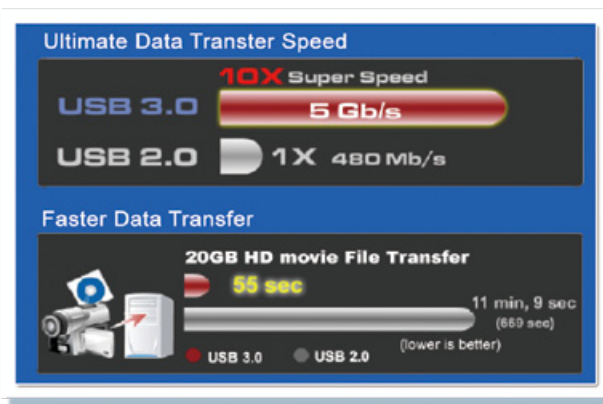 Ultimate Data Transter Speed
10X Super Speed
USB 3.0 5 Gb/s
USB 2.0 1X 480 Mb/s
Faster Data Transfer
20GB HD movie File Transfer
55 sec
11 min, 9 sec
(669 sec)
(lower is better)
USB 3.0 USB 2.0